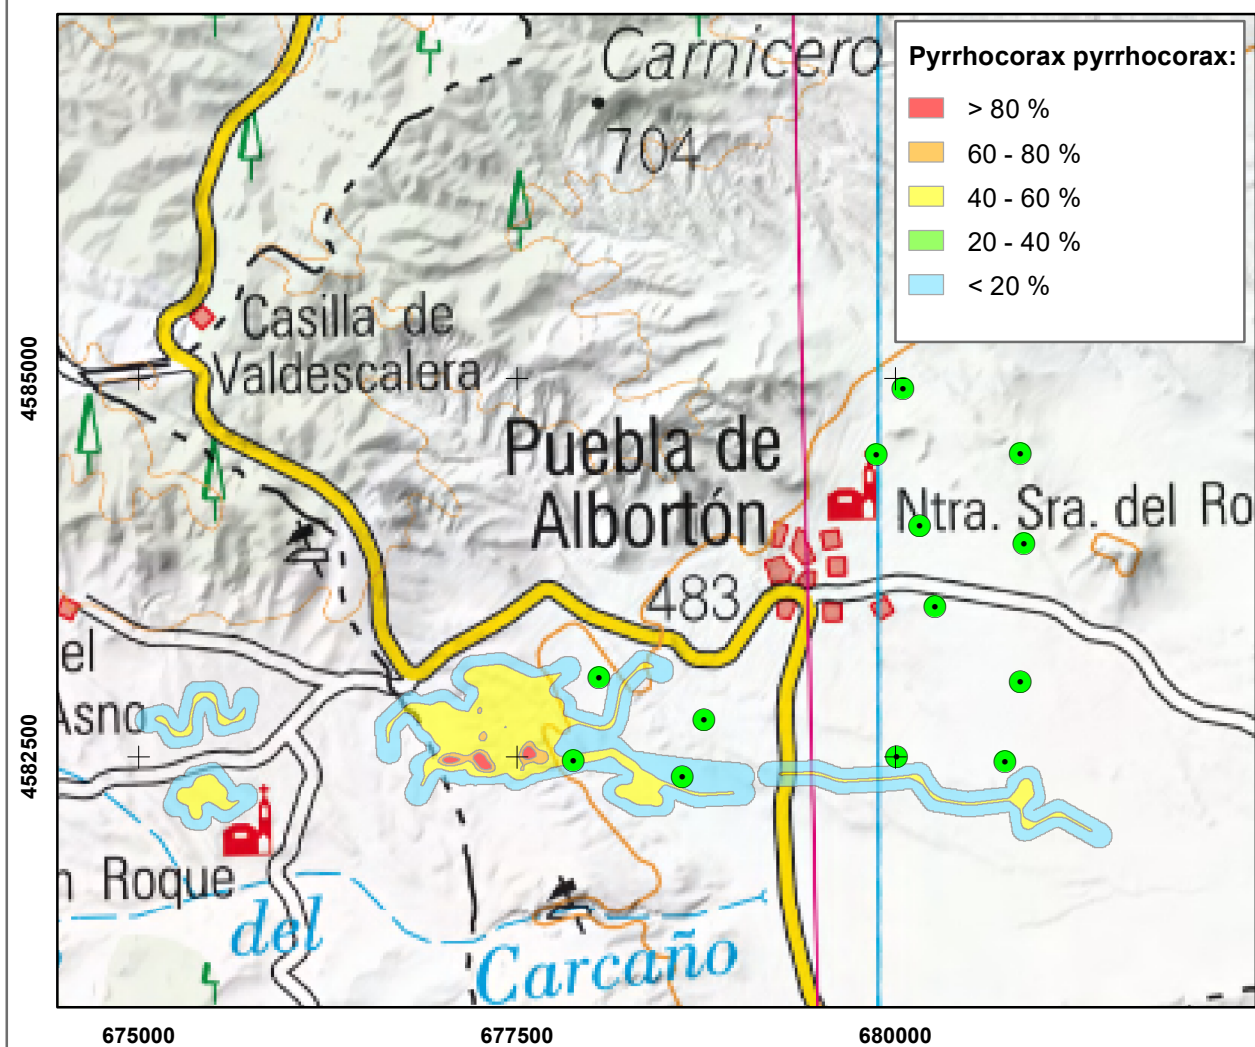 Carnicero
704
Pyrrhocorax pyrrhocorax:
> 80 %
60 - 80 %
40 - 60 %
20 - 40 %
< 20 %
Casilla de
Valdescalera
4585000
Puebla de
Albortón
Ntra. Sra. del Ro
483
el
Asno
4582500
n Roque
del
Carcaño
675000
677500
680000